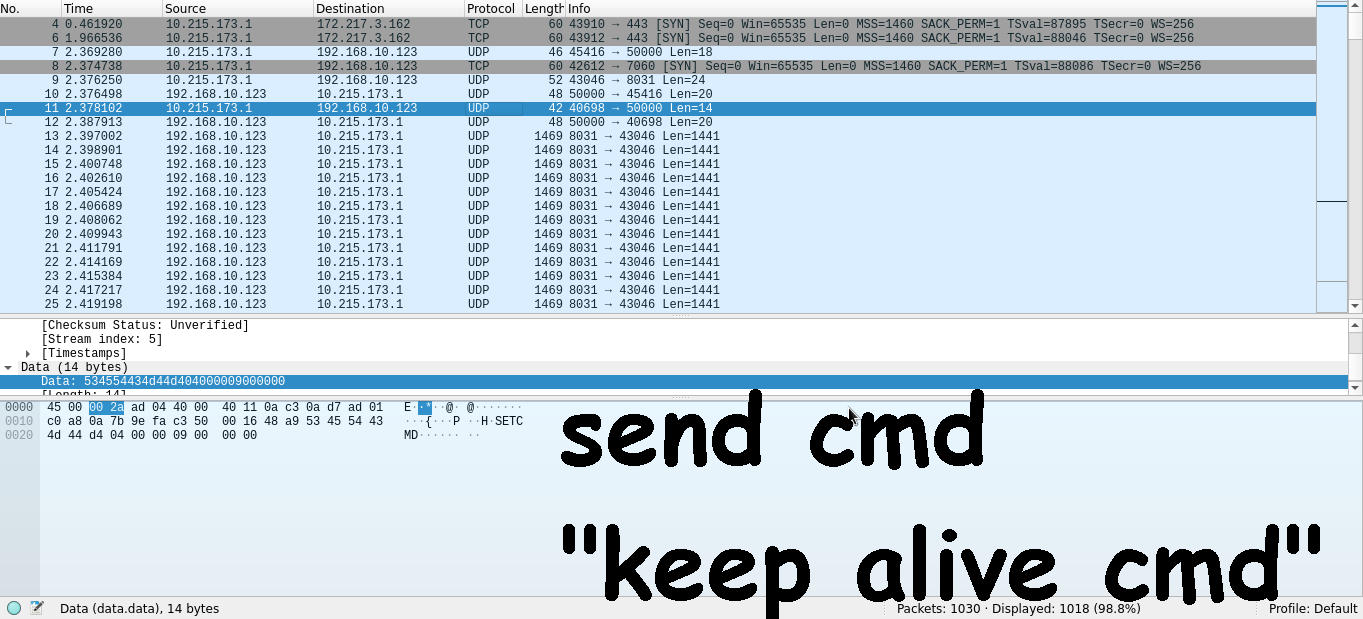 No. Time Source Destination Protocol Length Info
4 0.461920 10.215.173.1 172.217.3.162 TCP 60 43910 → 443 [SYN] Seq=0 Win=65535 Len=0 MSS=1460 SACK_PERM=1 TSval=87895 TSecr=0 WS=256
6 1.966536 10.215.173.1 172.217.3.162 TCP 60 43912 → 443 [SYN] Seq=0 Win=65535 Len=0 MSS=1460 SACK_PERM=1 TSval=88046 TSecr=0 WS=256
7 2.369280 10.215.173.1 192.168.10.123 UDP 46 45416 → 50000 Len=18
8 2.374738 10.215.173.1 192.168.10.123 TCP 60 42612 → 7060 [SYN] Seq=0 Win=65535 Len=0 MSS=1460 SACK_PERM=1 TSval=88086 TSecr=0 WS=256
9 2.376250 10.215.173.1 192.168.10.123 UDP 52 43046 → 8031 Len=24
10 2.376498 192.168.10.123 10.215.173.1 UDP 48 50000 → 45416 Len=20
11 2.378102 10.215.173.1 192.168.10.123 UDP 42 40698 → 50000 Len=14
12 2.387913 192.168.10.123 10.215.173.1 UDP 48 50000 → 40698 Len=20
13 2.397002 192.168.10.123 10.215.173.1 UDP 1469 8031 → 43046 Len=1441
14 2.398901 192.168.10.123 10.215.173.1 UDP 1469 8031 → 43046 Len=1441
15 2.400748 192.168.10.123 10.215.173.1 UDP 1469 8031 → 43046 Len=1441
16 2.402610 192.168.10.123 10.215.173.1 UDP 1469 8031 → 43046 Len=1441
17 2.405424 192.168.10.123 10.215.173.1 UDP 1469 8031 → 43046 Len=1441
18 2.406689 192.168.10.123 10.215.173.1 UDP 1469 8031 → 43046 Len=1441
19 2.408062 192.168.10.123 10.215.173.1 UDP 1469 8031 → 43046 Len=1441
20 2.409943 192.168.10.123 10.215.173.1 UDP 1469 8031 → 43046 Len=1441
21 2.411791 192.168.10.123 10.215.173.1 UDP 1469 8031 → 43046 Len=1441
22 2.414169 192.168.10.123 10.215.173.1 UDP 1469 8031 → 43046 Len=1441
23 2.415384 192.168.10.123 10.215.173.1 UDP 1469 8031 → 43046 Len=1441
24 2.417217 192.168.10.123 10.215.173.1 UDP 1469 8031 → 43046 Len=1441
25 2.419198 192.168.10.123 10.215.173.1 UDP 1469 8031 → 43046 Len=1441
[Checksum Status: Unverified]
[Stream index: 5]
[Timestamps]
Data (14 bytes)
Data: 534554434d44d404000009000000
[Length: 14]
0000 45 00 00 2a ad 04 40 00 40 11 0a c3 0a d7 ad 01 E··*··@· @·······
0010 c0 a8 0a 7b 9e fa c3 50 00 16 48 a9 53 45 54 43 ···{···P ··H·SETC
0020 4d 44 d4 04 00 00 09 00 00 00 MD······ ··
send cmd
"keep alive cmd"
Data (data.data), 14 bytes Packets: 1030 · Displayed: 1018 (98.8%) Profile: Default